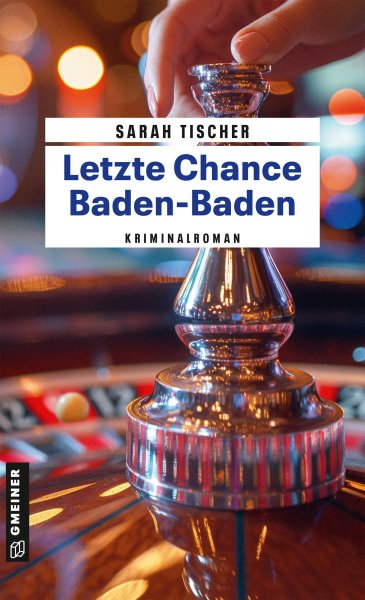 SARAH TISCHER
Letzte Chance
Baden-Baden
KRIMINALROMAN
GMEINER